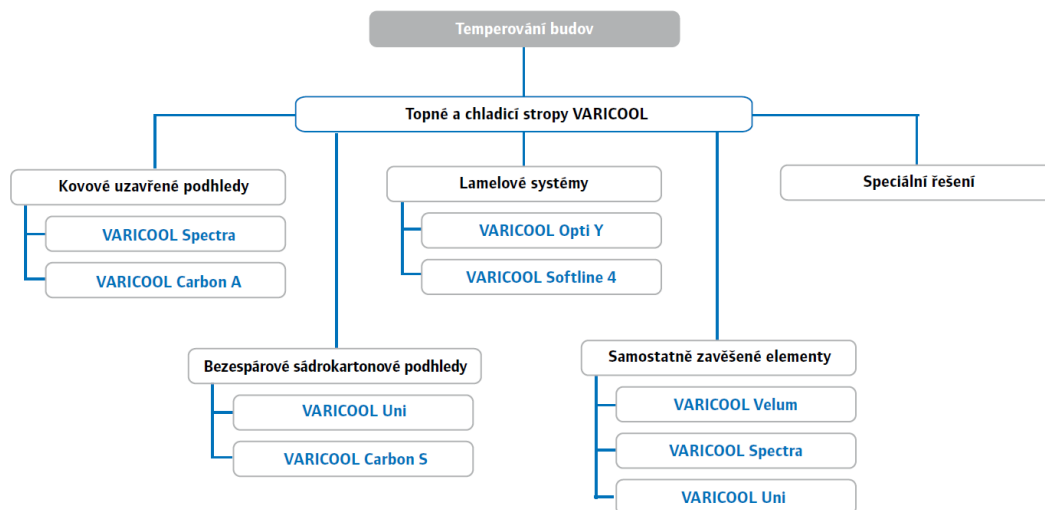 Temperování budov
Topné a chladicí stropy VARICOOL
Kovové uzavřené podhledy
VARICOOL Spectra
VARICOOL Carbon A
Lamelové systémy
VARICOOL Opti Y
VARICOOL Softline 4
Speciální řešení
Bezespárové sádrokartonové podhledy
VARICOOL Uni
VARICOOL Carbon S
Samostatně zavěšené elementy
VARICOOL Velum
VARICOOL Spectra
VARICOOL Uni